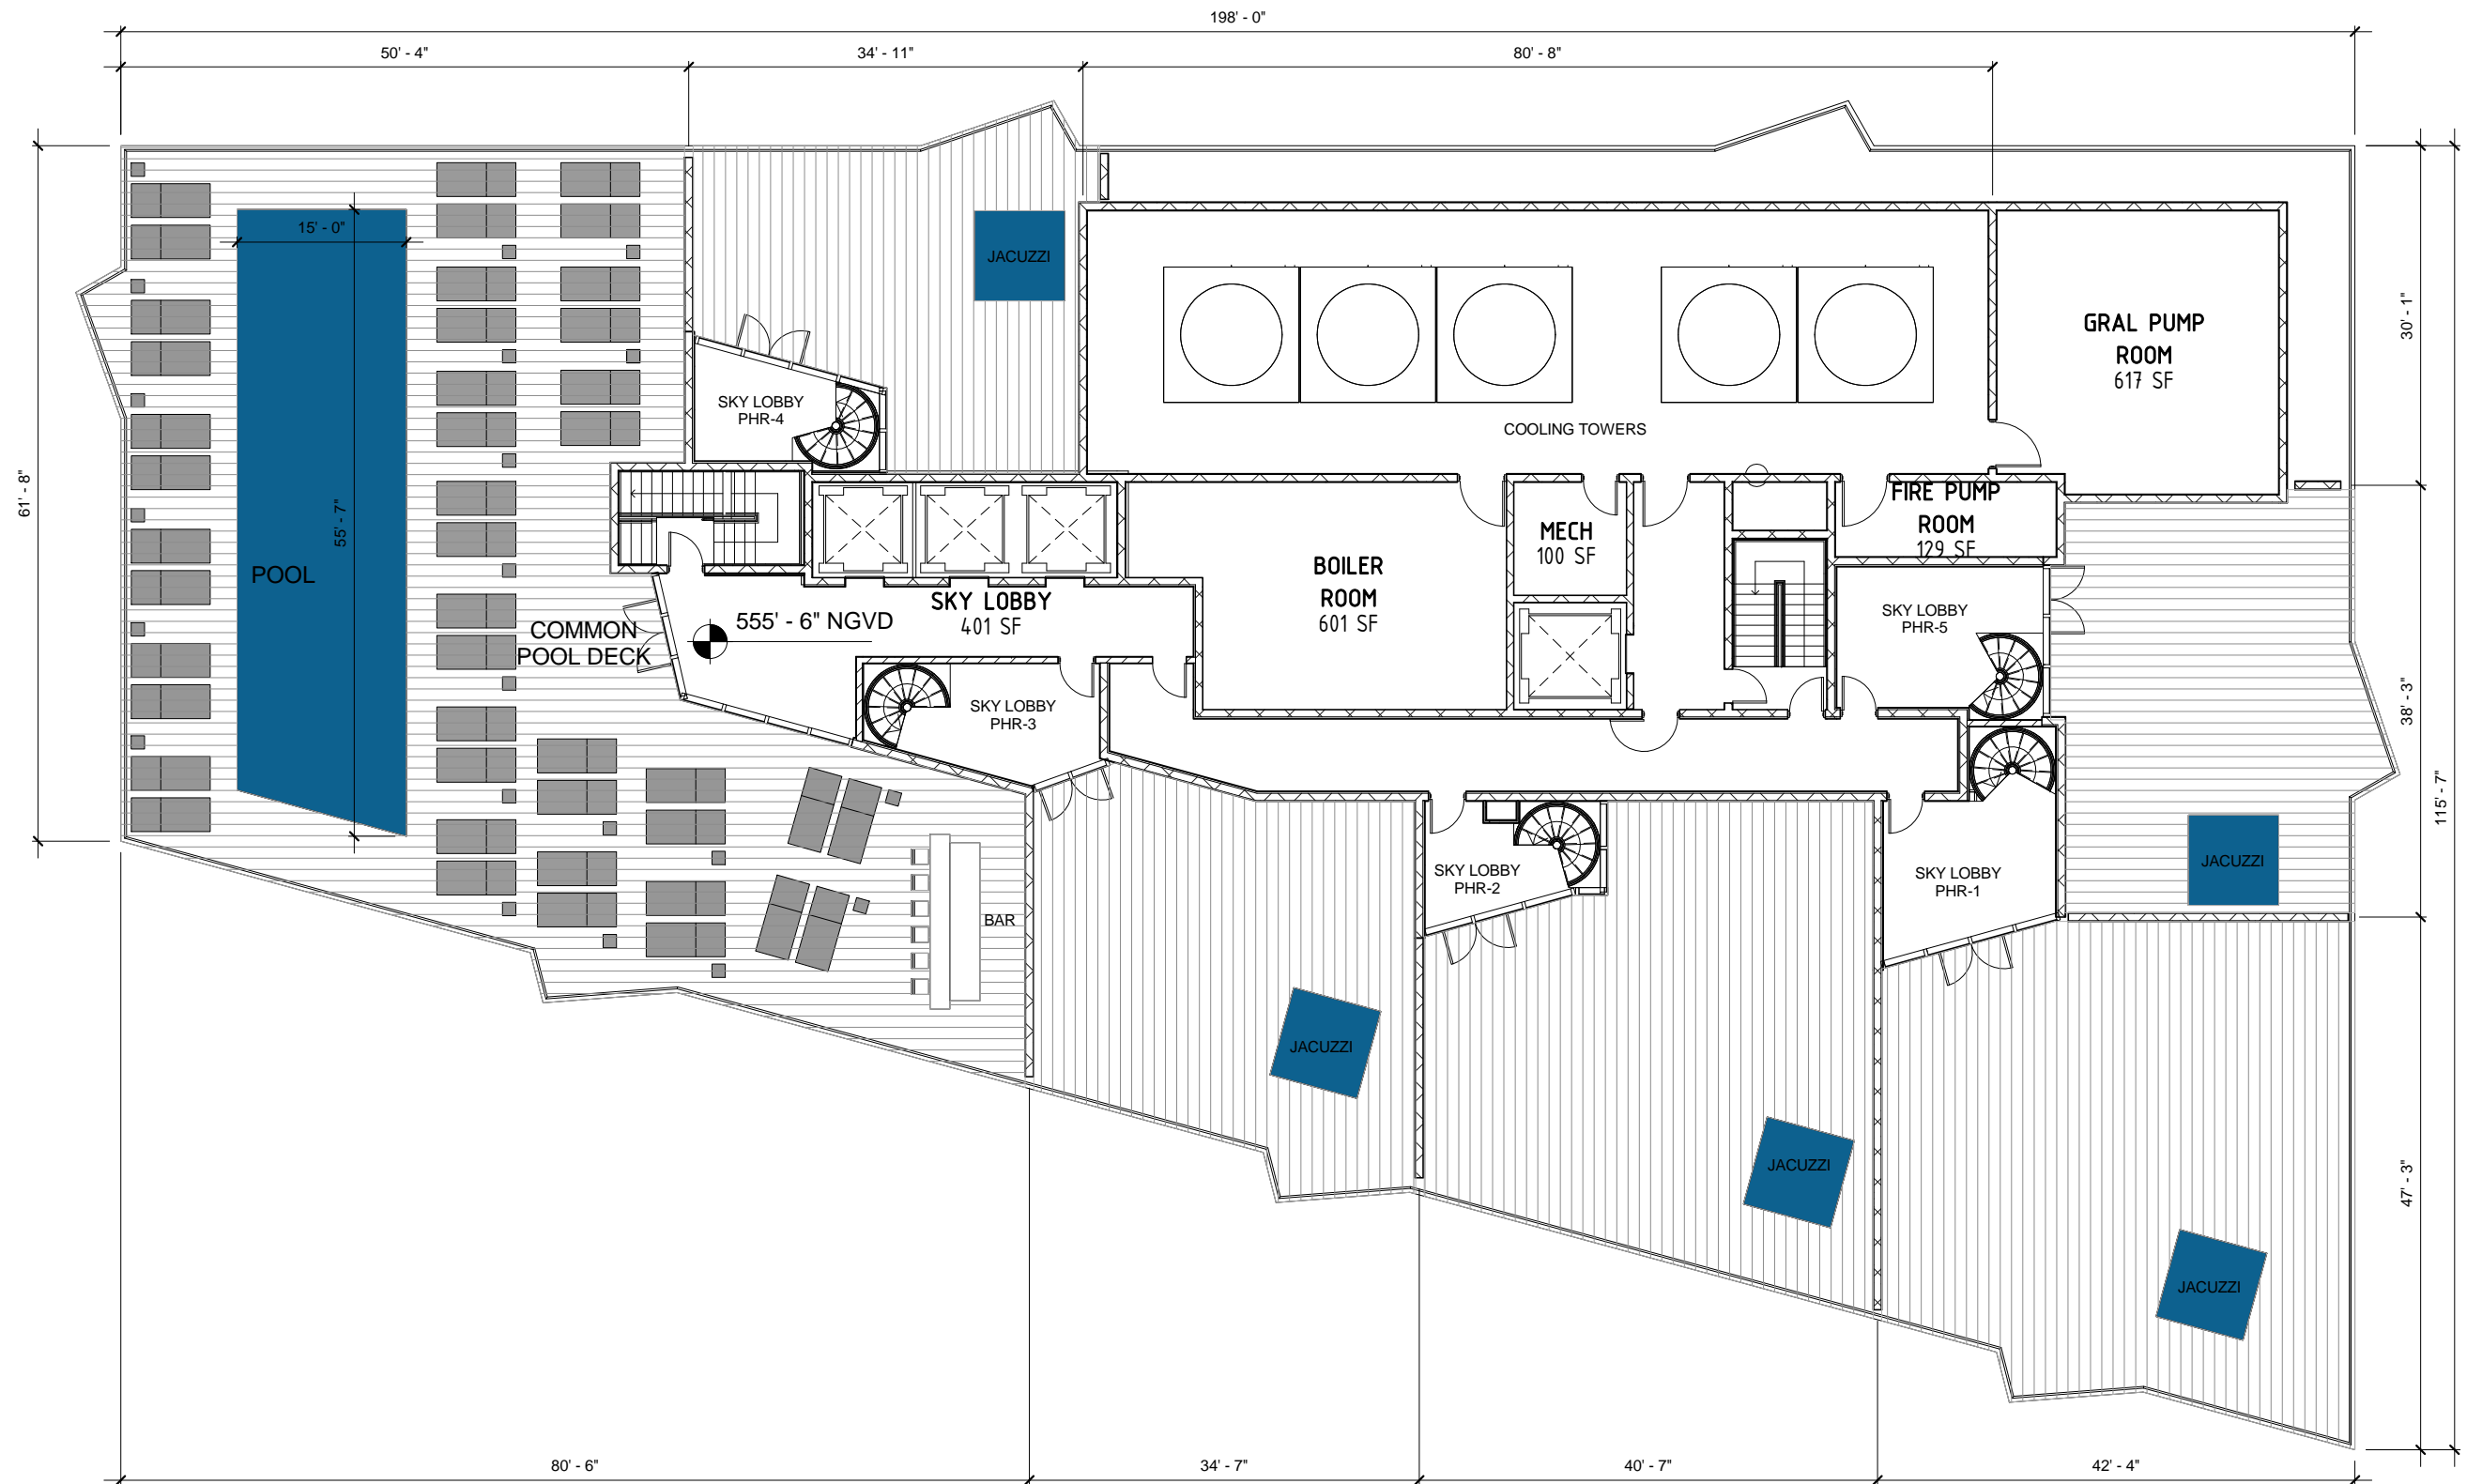 198' - 0"
50' - 4"
34' - 11"
80' - 8"
15' - 0"
JACUZZI
30' - 1"
GRAL PUMP
ROOM
617 SF
SKY LOBBY
PHR-4
COOLING TOWERS
61' - 8"
55' - 7"
POOL
FIRE PUMP
ROOM
129 SF
MECH
100 SF
BOILER
ROOM
601 SF
SKY LOBBY
401 SF
555' - 6" NGVD
COMMON
POOL DECK
SKY LOBBY
PHR-5
SKY LOBBY
PHR-3
38' - 3"
115' - 7"
SKY LOBBY
PHR-2
SKY LOBBY
PHR-1
JACUZZI
BAR
JACUZZI
JACUZZI
47' - 3"
JACUZZI
80' - 6"
34' - 7"
40' - 7"
42' - 4"